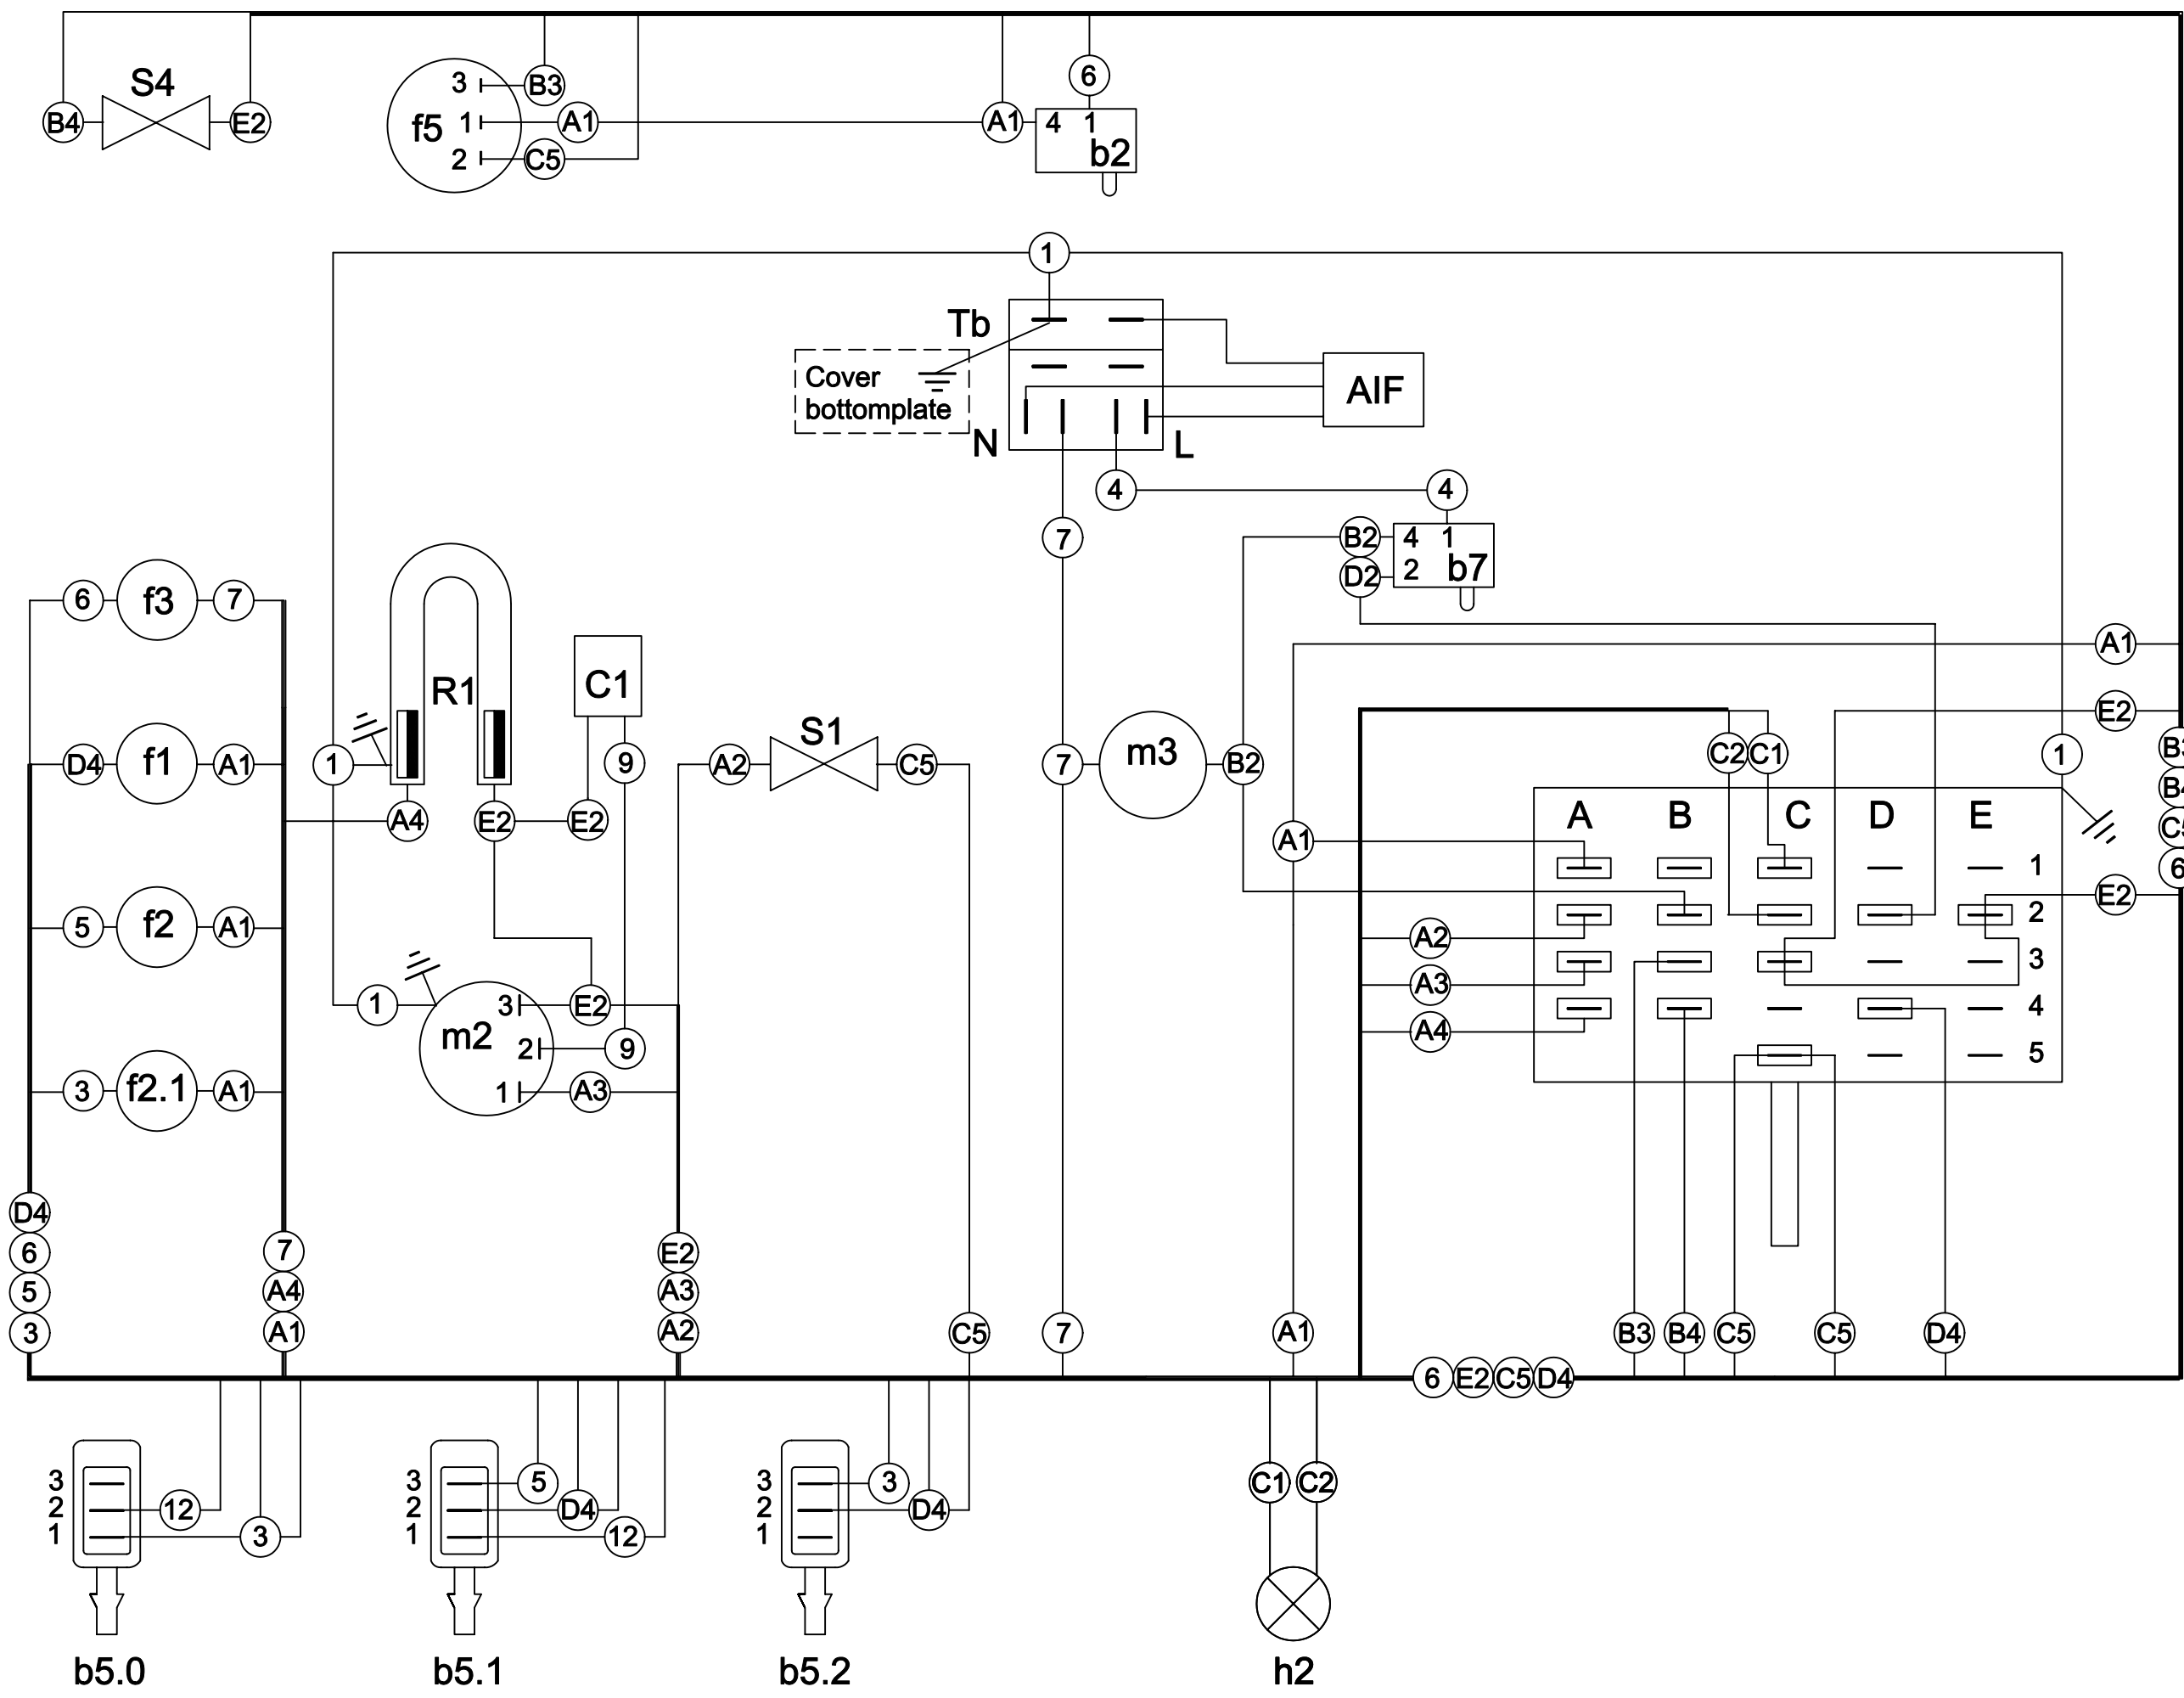 S4
B4
E2
f5
3
1
2
B3
A1
C5
A1
6
4 1
b2
1
Tb
Cover
bottomplate
N
L
AIF
4
4
7
B2
D2
4 1
2
b7
6
f3
7
D4
f1
A1
5
f2
A1
3
f2.1
A1
R1
C1
1
9
A4
E2
E2
S1
A2
C5
7
m3
B2
A1
E2
C2
C1
1
A1
A B C D E
1
2
3
4
5
E2
A2
A3
A4
1
m2
3
2
1
E2
9
A3
D4
6
5
3
7
A4
A1
E2
A3
A2
C5
7
A1
B3
B4
C5
C5
D4
6
E2
C5
D4
6
3
2
1
12
3
b5.0
3
2
1
5
D4
12
b5.1
3
2
1
3
D4
b5.2
C1
C2
h2